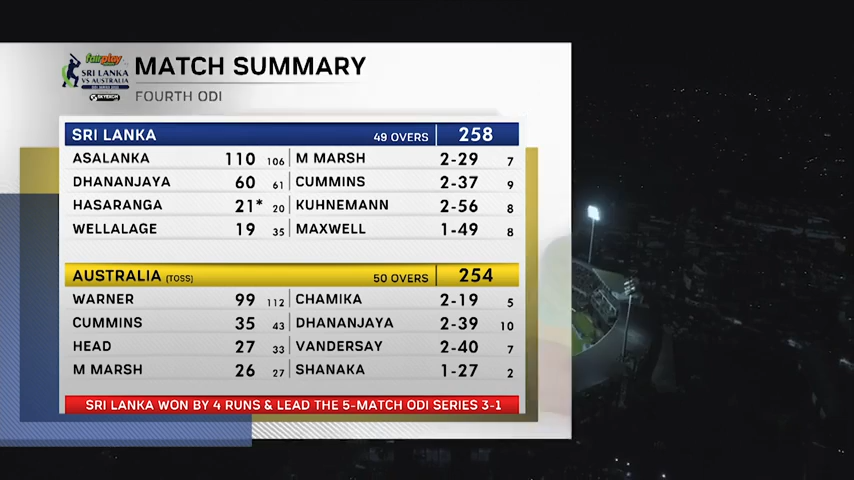 fairplay
SRI LANKA
VS AUSTRALIA
MATCH SUMMARY
FOURTH ODI
SRI LANKA 49 OVERS 258
ASALANKA 110 106 M MARSH 2-29 7
DHANANJAYA 60 61 CUMMINS 2-37 9
HASARANGA 21* 20 KUHNEMANN 2-56 8
WELLALAGE 19 35 MAXWELL 1-49 8
AUSTRALIA (TOSS) 50 OVERS 254
WARNER 99 112 CHAMIKA 2-19 5
CUMMINS 35 43 DHANANJAYA 2-39 10
HEAD 27 33 VANDERSAY 2-40 7
M MARSH 26 27 SHANAKA 1-27 2
SRI LANKA WON BY 4 RUNS & LEAD THE 5-MATCH ODI SERIES 3-1